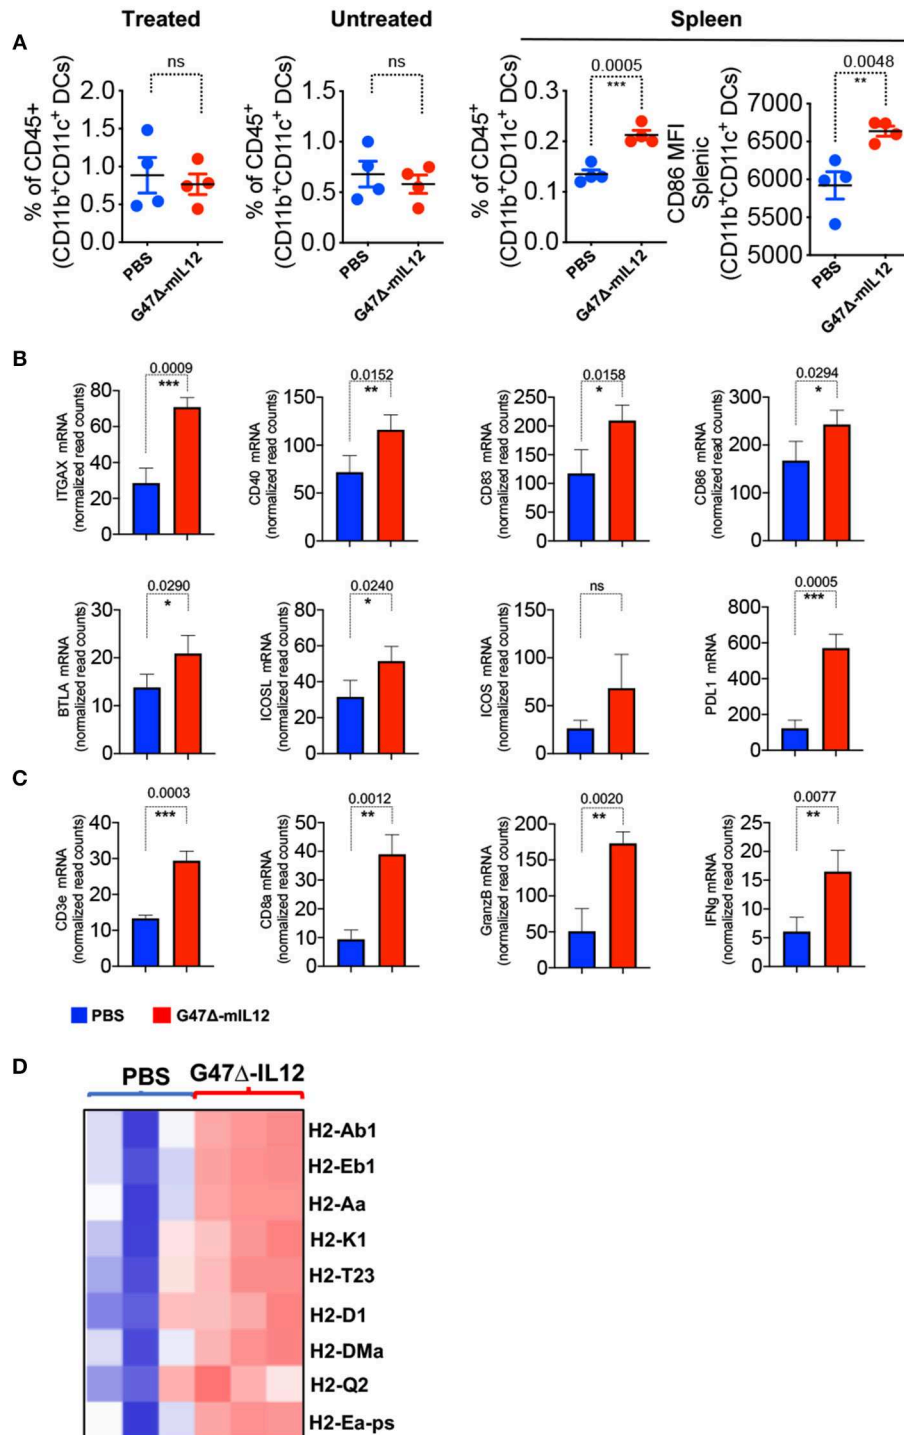 Treated
Untreated
Spleen
A
ns
% of CD45+
(CD11b⁺CD11c⁺ DCs)
2.0
1.5
1.0
0.5
0.0
PBS
G47Δ-mIL12
ns
% of CD45⁺
(CD11b⁺CD11c⁺ DCs)
1.5
1.0
0.5
0.0
PBS
G47Δ-mIL12
0.0005
***
% of CD45⁺
(CD11b⁺CD11c⁺ DCs)
0.3
0.2
0.1
0.0
PBS
G47Δ-mIL12
0.0048
**
CD86 MFI
Splenic
(CD11b⁺CD11c⁺ DCs)
7000
6500
6000
5500
5000
PBS
G47Δ-mIL12
B
0.0009
***
ITGAX mRNA
(normalized read counts)
80
60
40
20
0
0.0152
**
CD40 mRNA
(normalized read counts)
150
100
50
0
0.0158
*
CD83 mRNA
(normalized read counts)
250
200
150
100
50
0
0.0294
*
CD86 mRNA
(normalized read counts)
300
200
100
0
0.0290
*
BTLA mRNA
(normalized read counts)
30
20
10
0
0.0240
*
ICOSL mRNA
(normalized read counts)
80
60
40
20
0
ns
ICOS mRNA
(normalized read counts)
150
100
50
0
0.0005
***
PDL1 mRNA
(normalized read counts)
800
600
400
200
0
C
0.0003
***
CD3e mRNA
(normalized read counts)
40
30
20
10
0
0.0012
**
CD8a mRNA
(normalized read counts)
50
40
30
20
10
0
0.0020
**
GranzB mRNA
(normalized read counts)
200
150
100
50
0
0.0077
**
IFNg mRNA
(normalized read counts)
25
20
15
10
5
0
PBS
G47Δ-mIL12
D
PBS
G47Δ-IL12
H2-Ab1
H2-Eb1
H2-Aa
H2-K1
H2-T23
H2-D1
H2-DMa
H2-Q2
H2-Ea-ps